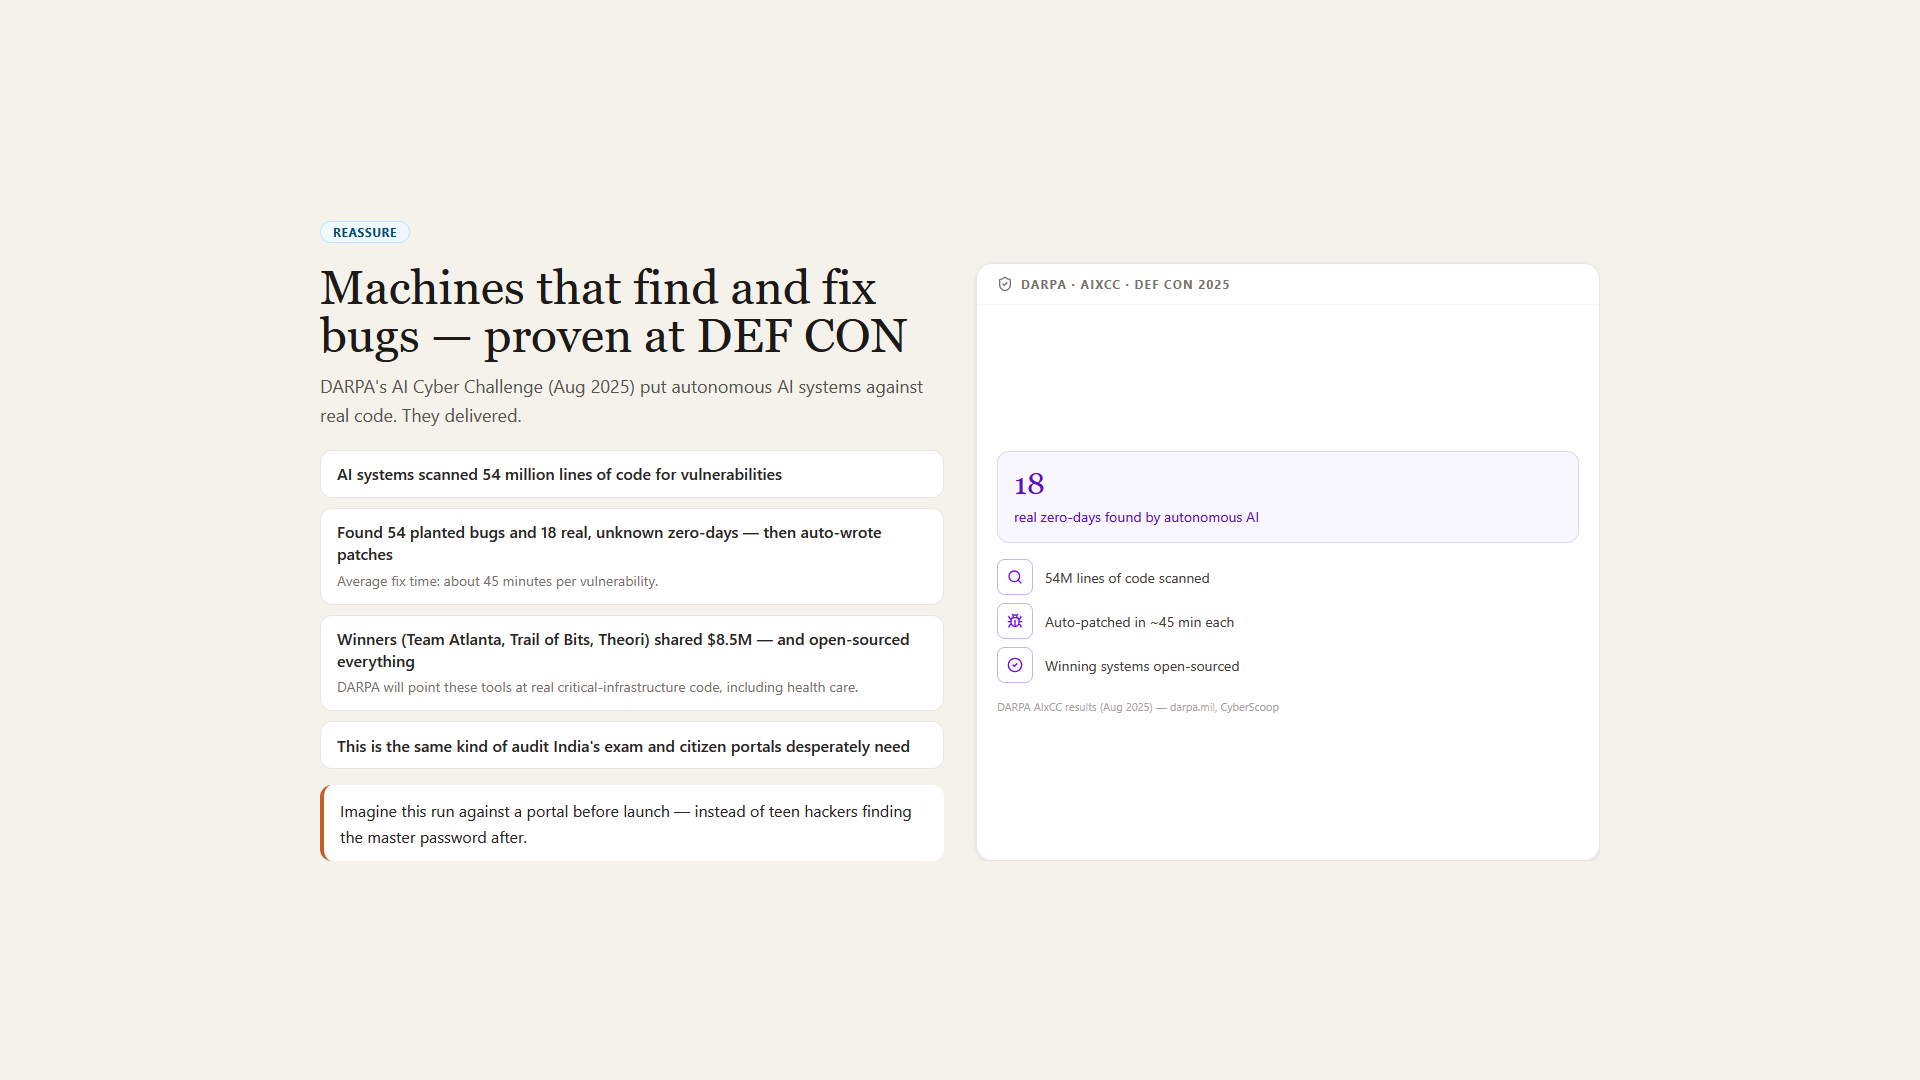 REASSURE
Machines that find and fix
bugs — proven at DEF CON
DARPA's AI Cyber Challenge (Aug 2025) put autonomous AI systems against
real code. They delivered.
AI systems scanned 54 million lines of code for vulnerabilities
Found 54 planted bugs and 18 real, unknown zero-days — then auto-wrote
patches
Average fix time: about 45 minutes per vulnerability.
Winners (Team Atlanta, Trail of Bits, Theori) shared $8.5M — and open-sourced
everything
DARPA will point these tools at real critical-infrastructure code, including health care.
This is the same kind of audit India's exam and citizen portals desperately need
Imagine this run against a portal before launch — instead of teen hackers finding
the master password after.
DARPA · AIXCC · DEF CON 2025
18
real zero-days found by autonomous AI
54M lines of code scanned
Auto-patched in ~45 min each
Winning systems open-sourced
DARPA AIxCC results (Aug 2025) — darpa.mil, CyberScoop